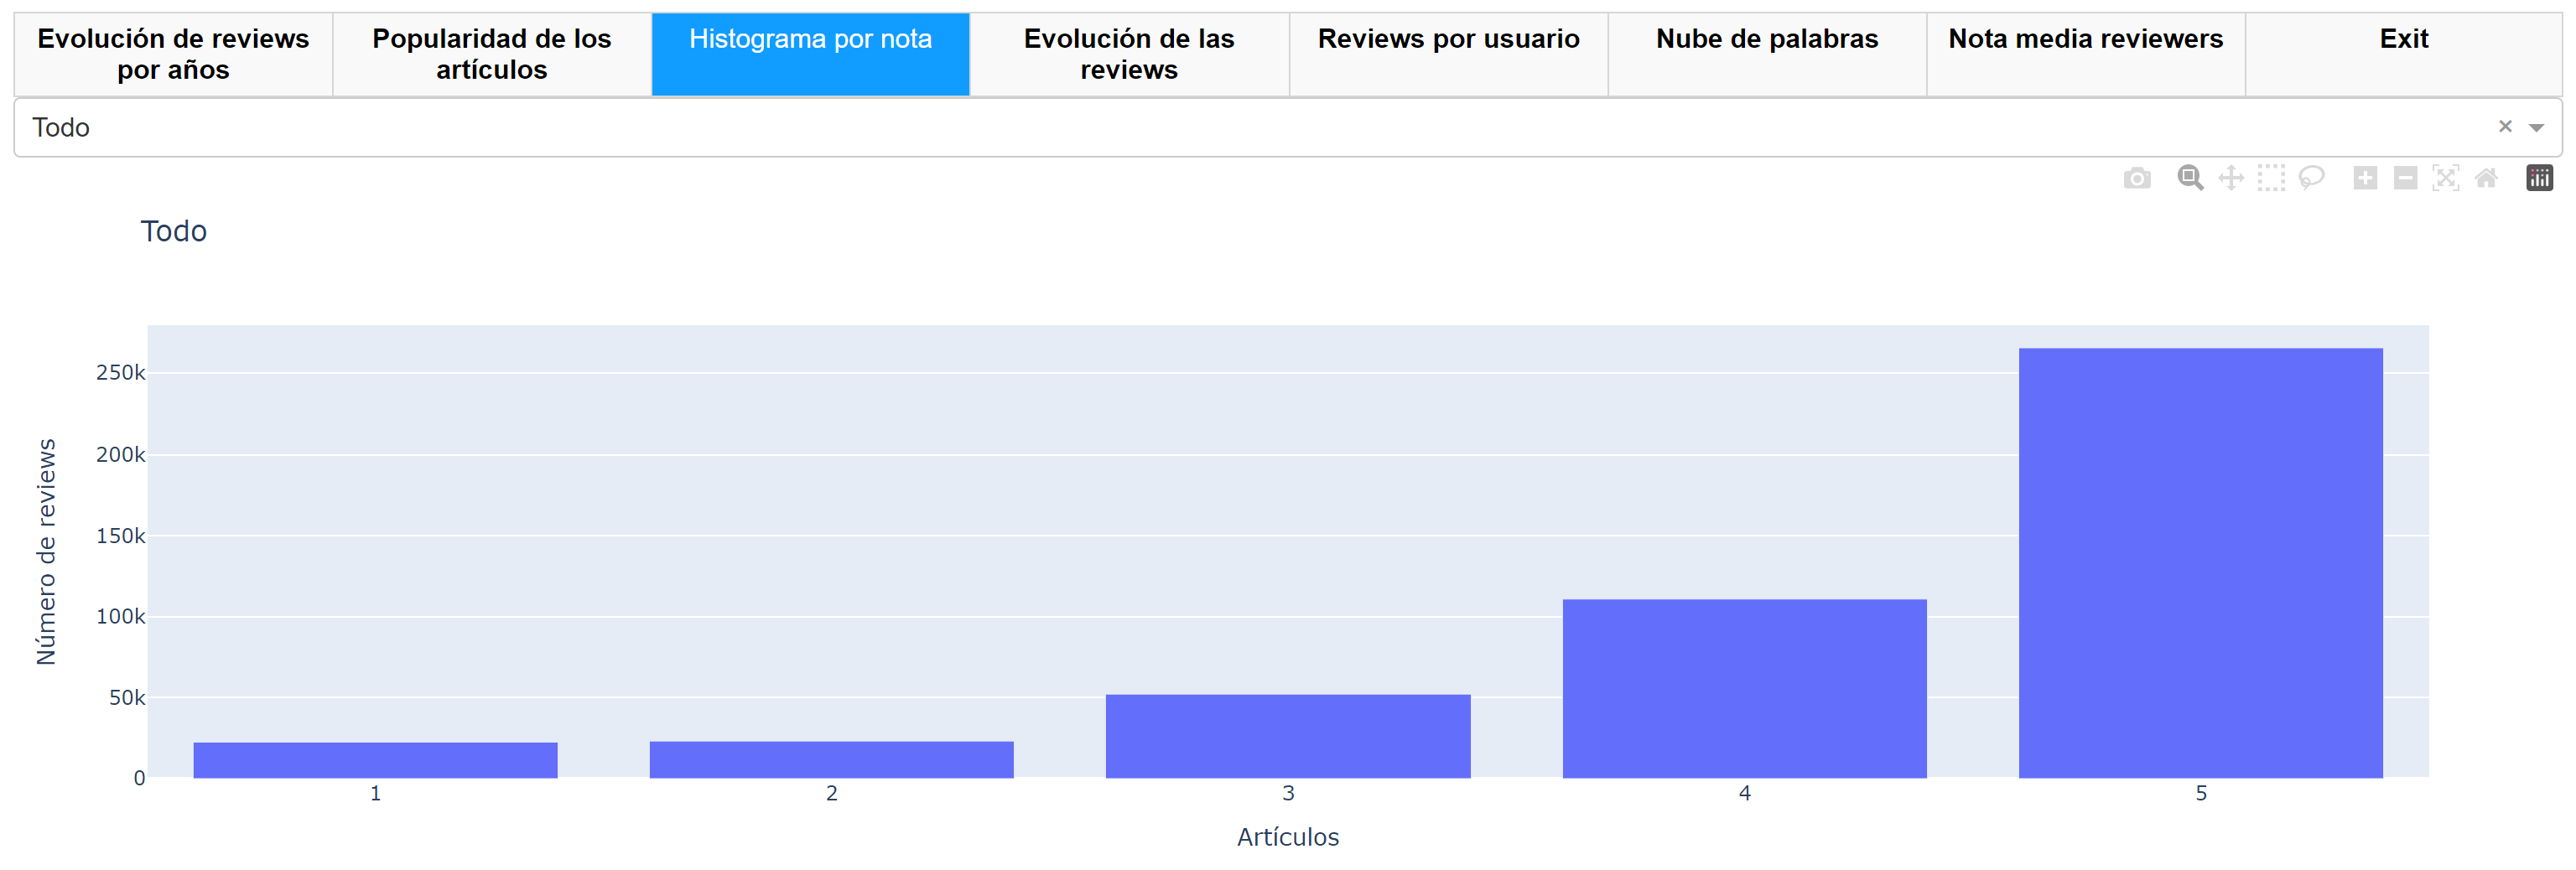 Evolución de reviews
por años
Popularidad de los
artículos
Histograma por nota
Evolución de las
reviews
Reviews por usuario
Nube de palabras
Nota media reviewers
Exit
Todo
Todo
Número de reviews
250k
200k
150k
100k
50k
0
1
2
3
4
5
Artículos